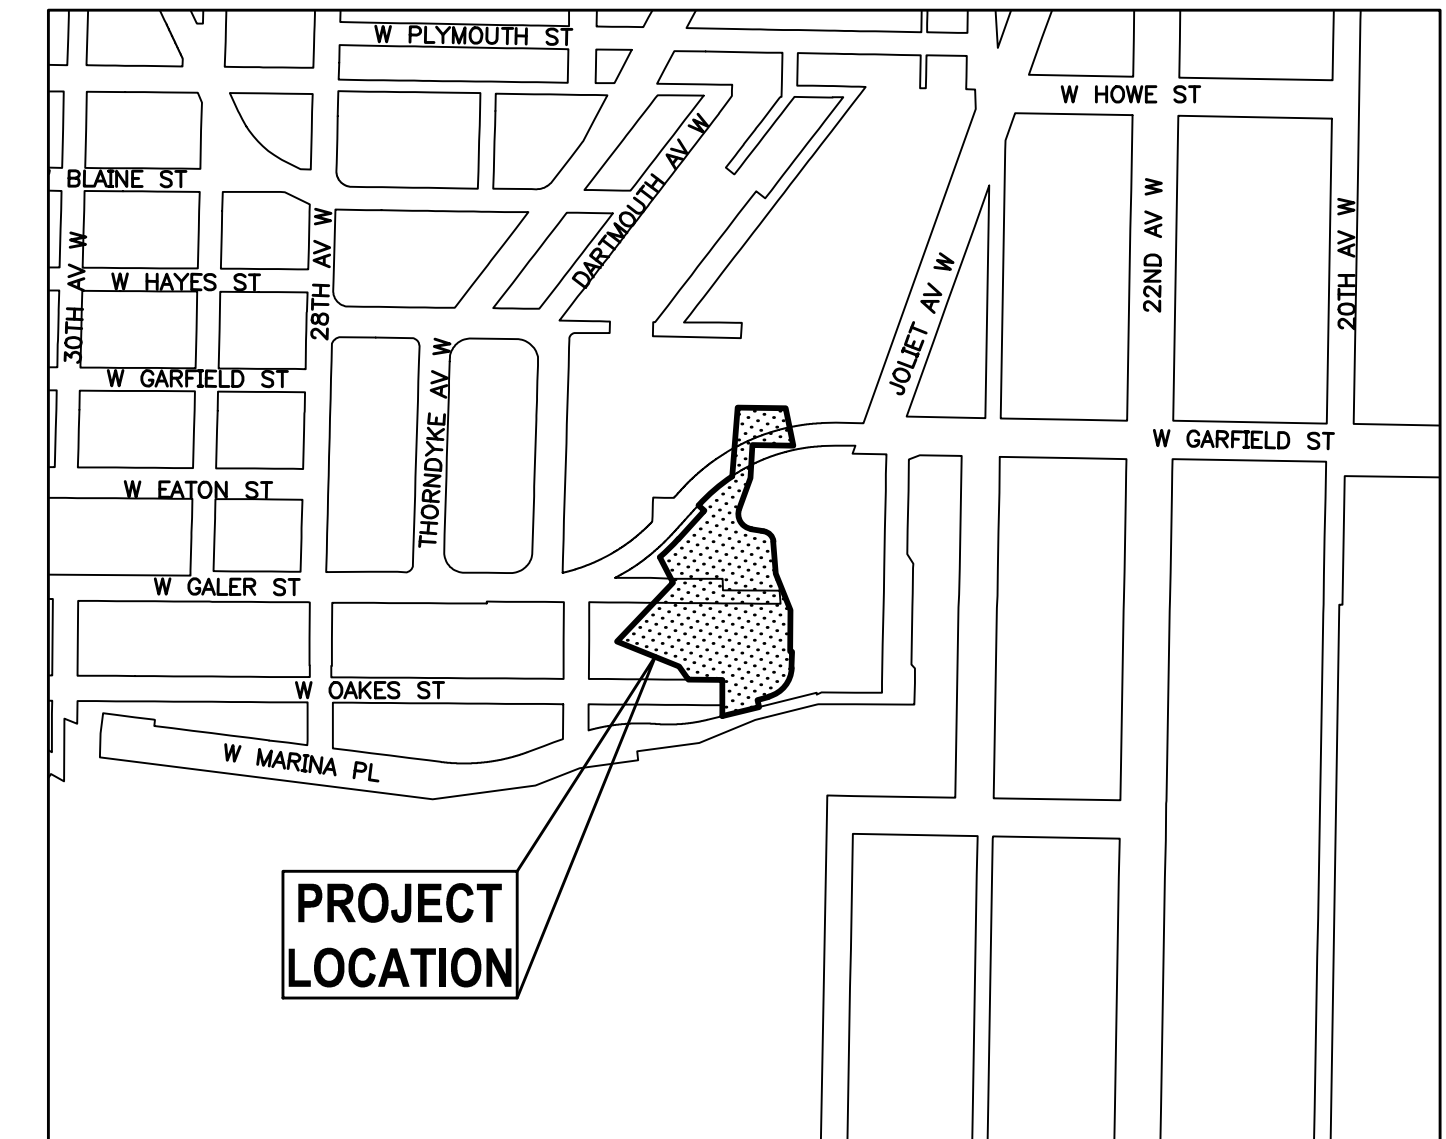 W PLYMOUTH ST
W HOWE ST
DARTMOUTH AV W
BLAINE ST
22ND AV W
20TH AV W
30TH AV W
28TH AV W
W HAYES ST
JOLIET AV W
THORNDYKE AV W
W GARFIELD ST
W GARFIELD ST
W EATON ST
W GALER ST
W OAKES ST
W MARINA PL
PROJECT
LOCATION